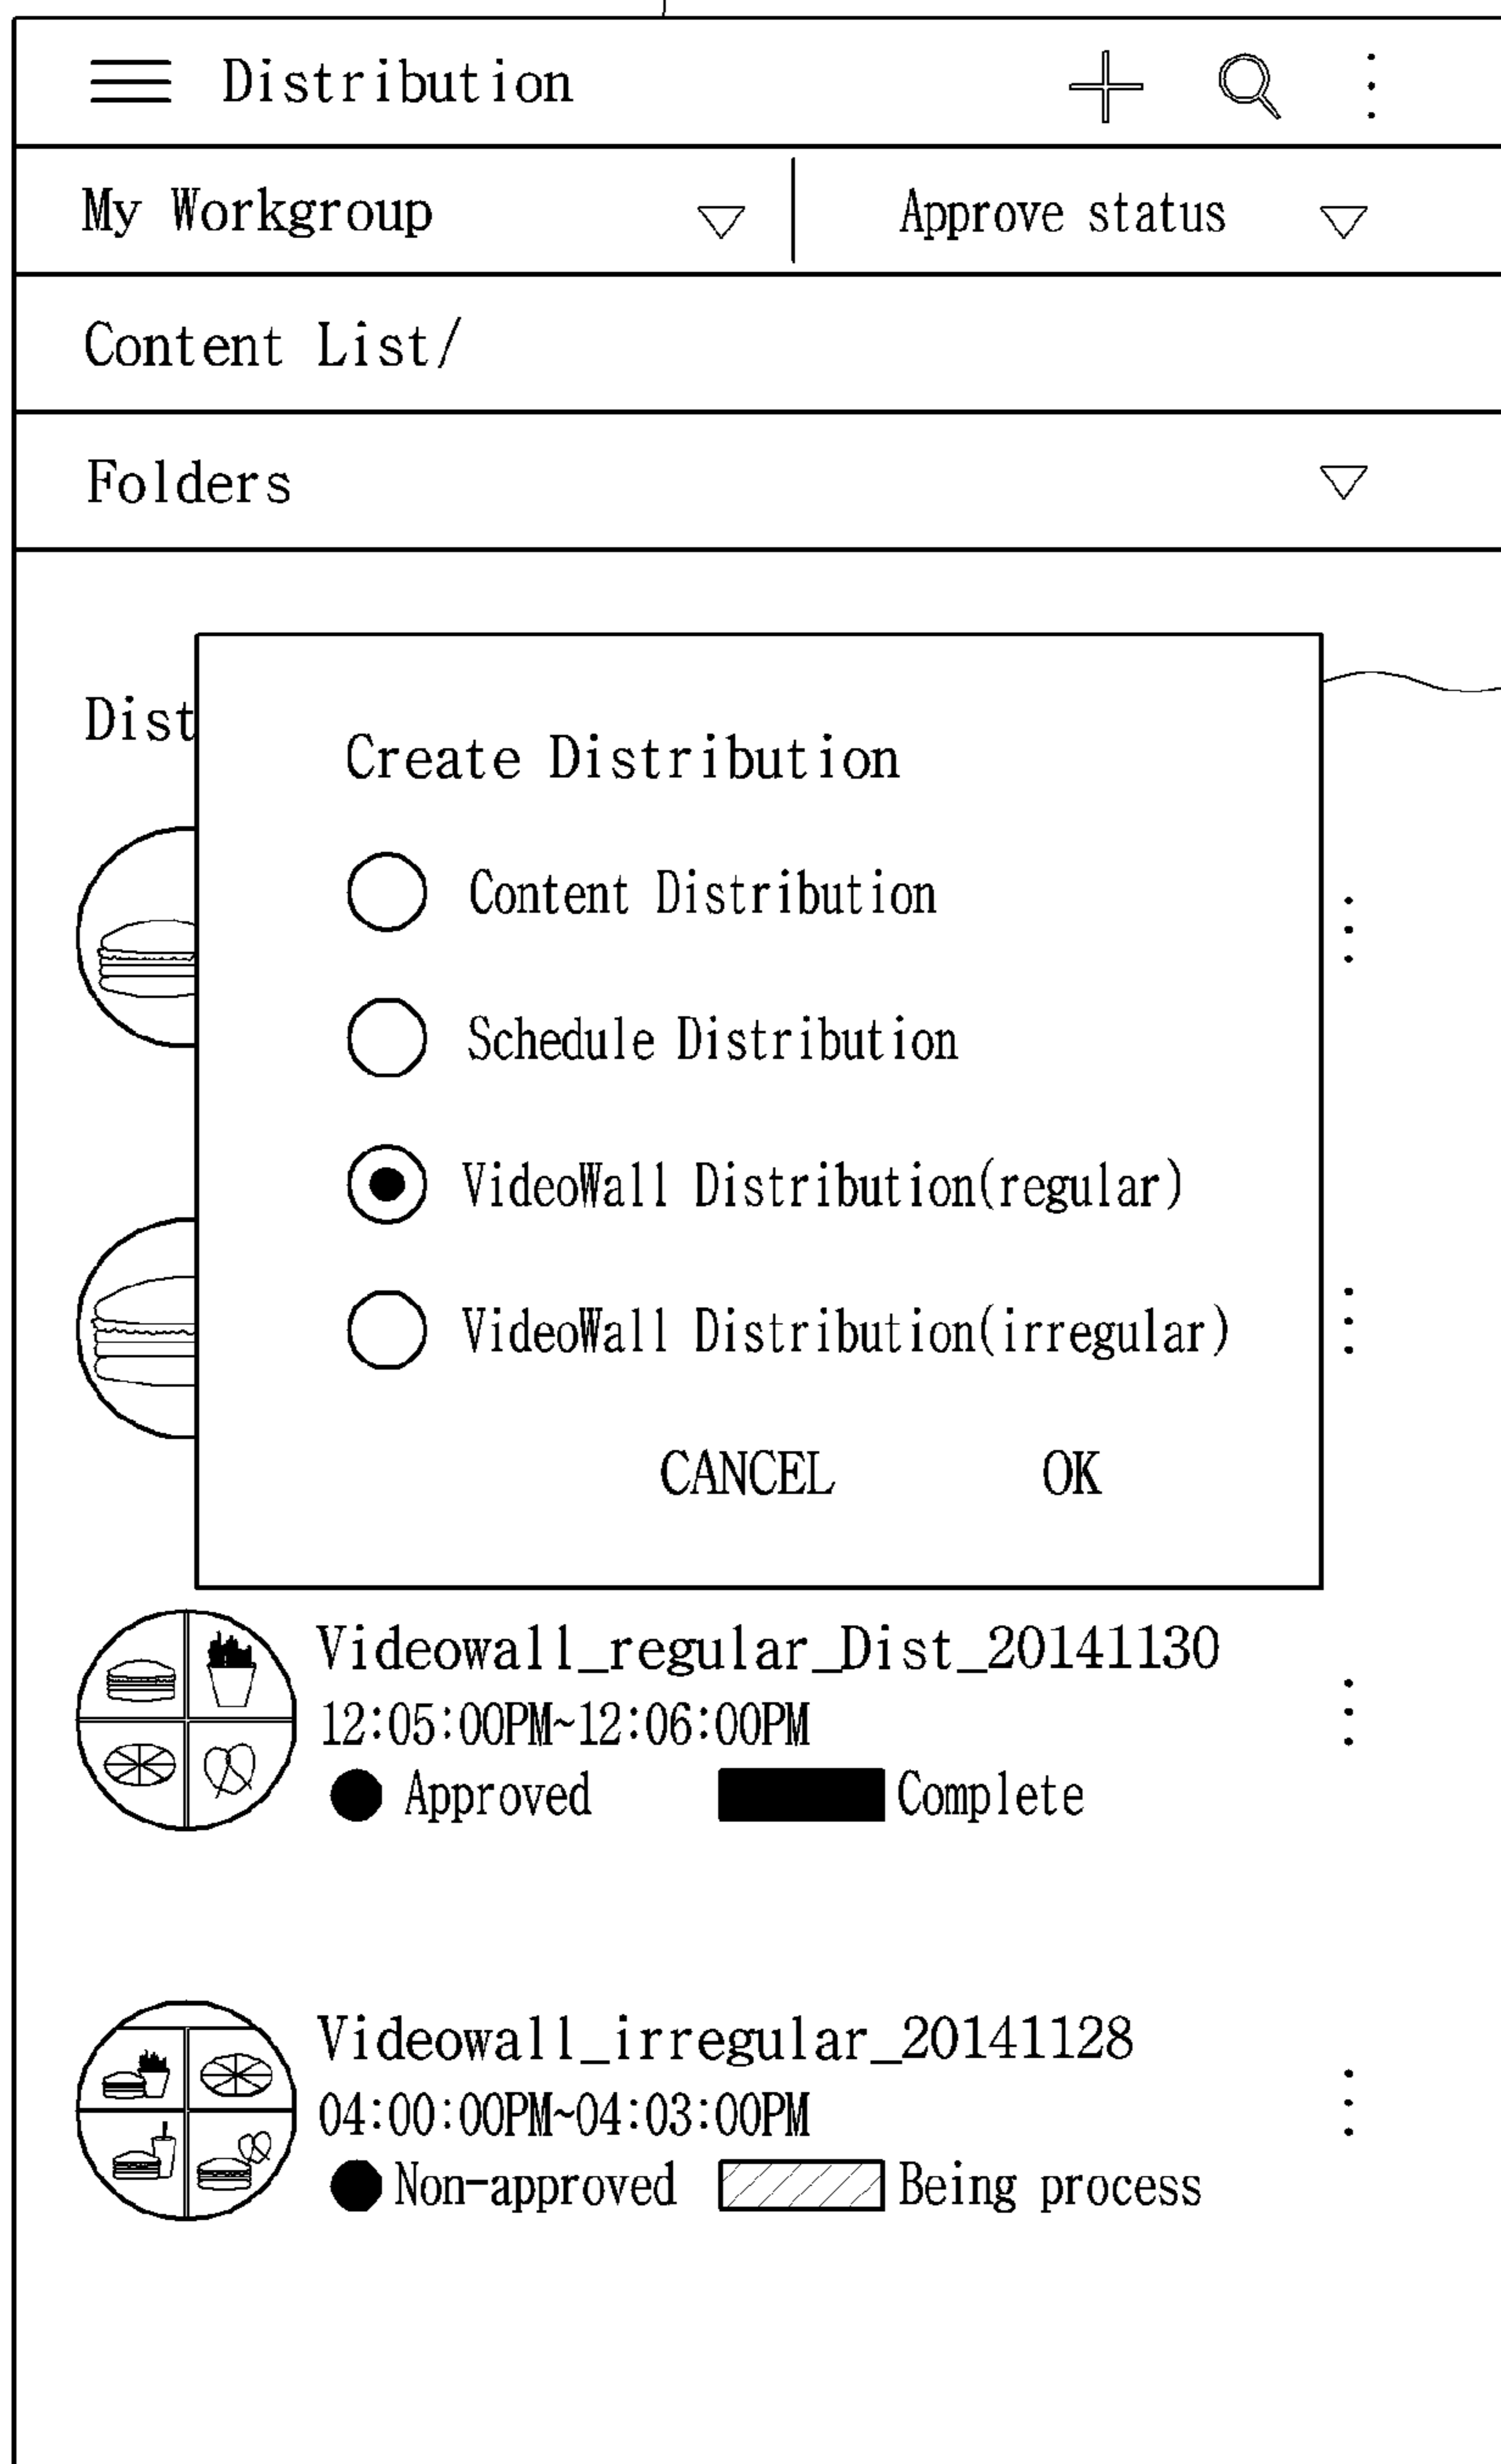 Distribution
My Workgroup Approve status
Content List/
Folders
Dist
Create Distribution
Content Distribution
Schedule Distribution
VideoWall Distribution(regular)
VideoWall Distribution(irregular)
CANCEL OK
Videowall_regular_Dist_20141130
12:05:00PM~12:06:00PM
Approved Complete
Videowall_irregular_20141128
04:00:00PM~04:03:00PM
Non-approved Being process